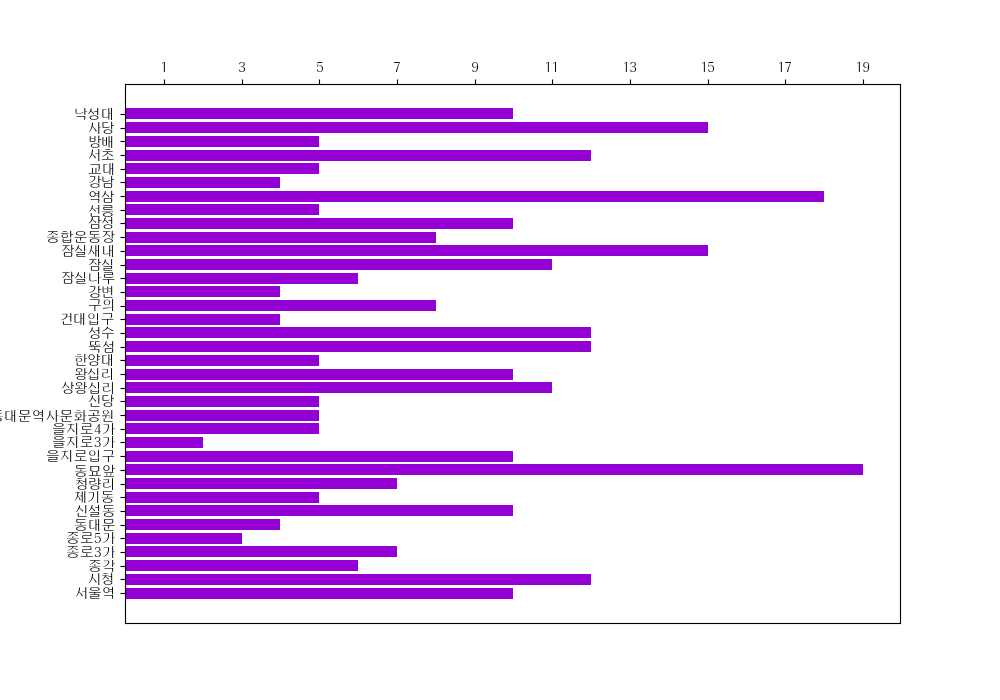 1 3 5 7 9 11 13 15 17 19
낙성대
사당
방배
서초
교대
강남
역삼
선릉
삼성
종합운동장
잠실새내
잠실
잠실나루
강변
구의
건대입구
성수
뚝섬
한양대
왕십리
상왕십리
신당
동대문역사문화공원
을지로4가
을지로3가
을지로입구
동묘앞
청량리
제기동
신설동
동대문
종로5가
종로3가
종각
시청
서울역